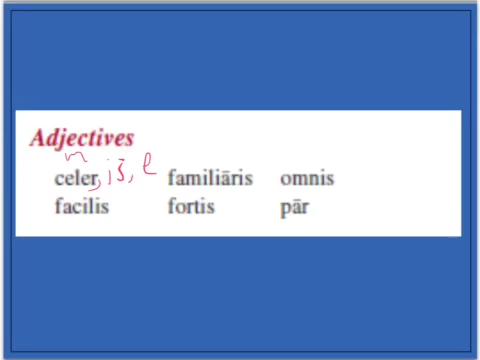 Adjectives
m
celer, is, e familiāris omnis
facilis fortis pār